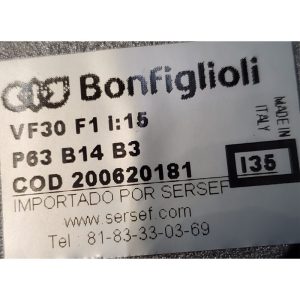 Bonfiglioli
VF30 F1 I:15
P63 B14 B3
COD 200620181
IMPORTADO POR SERSEF
www.sersef.com
Tel : 81-83-33-03-69
MADE IN
ITALY
I35